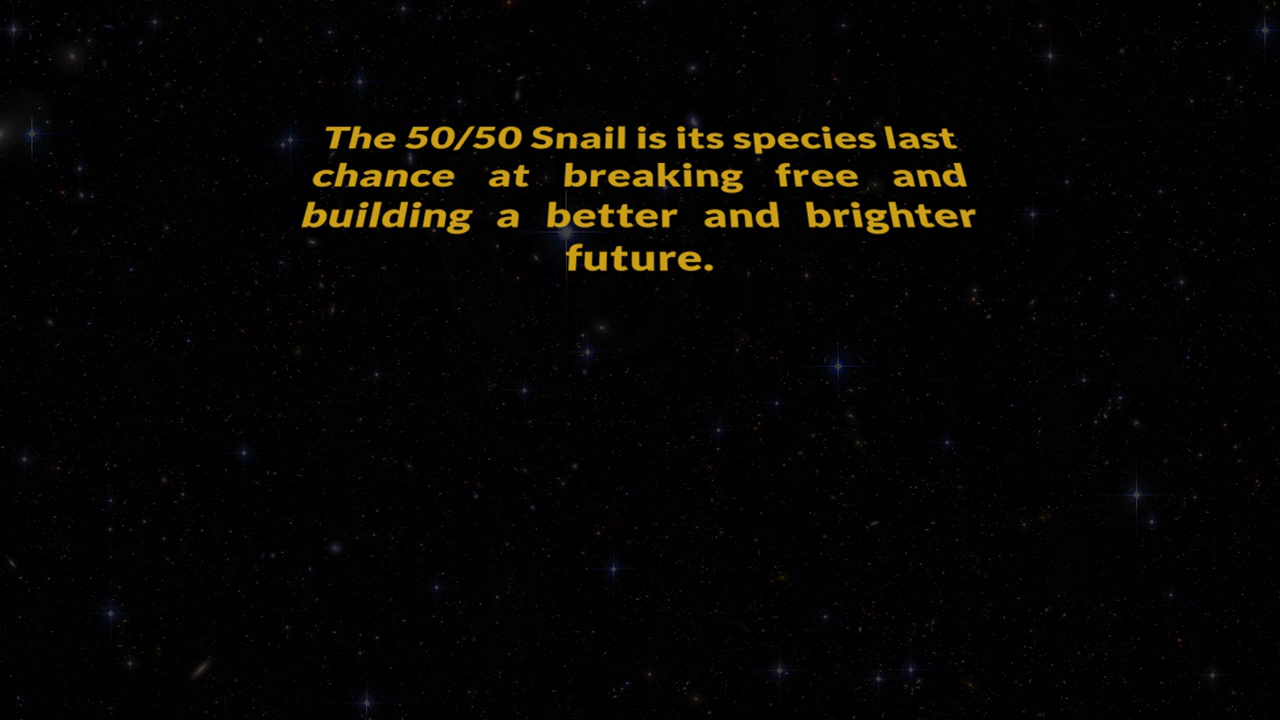 The 50/50 Snail is its species last
chance at breaking free and
building a better and brighter
future.